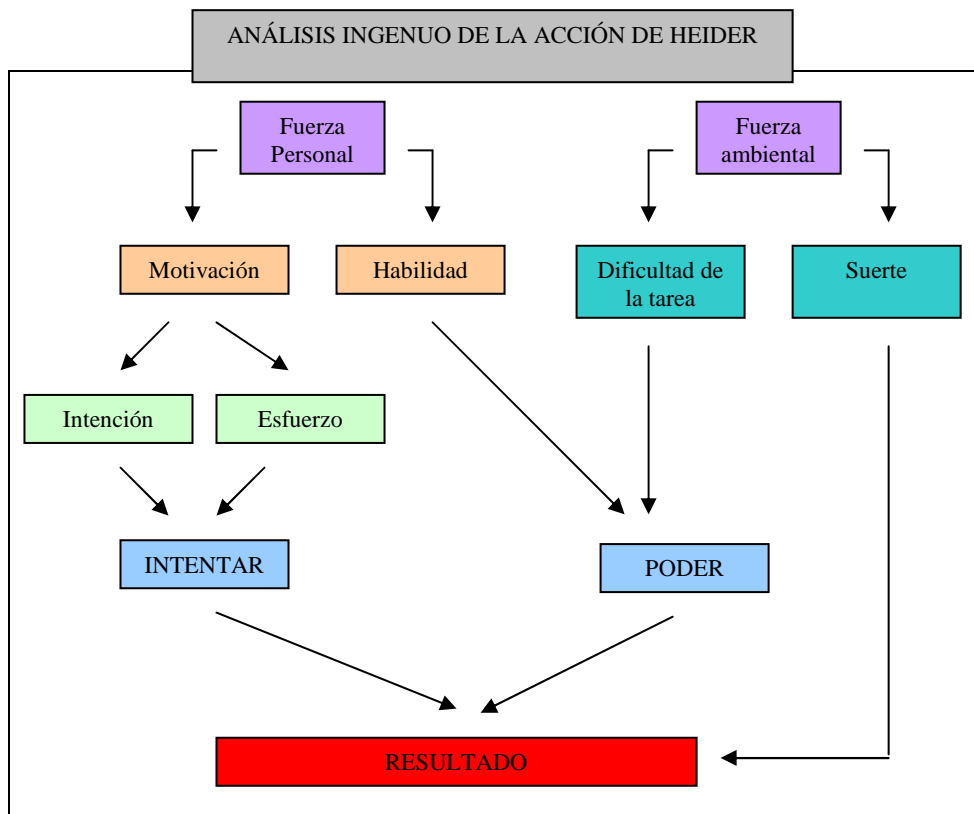 ANÁLISIS INGENUO DE LA ACCIÓN DE HEIDER
Fuerza
Personal
Fuerza
ambiental
Motivación
Habilidad
Dificultad de
la tarea
Suerte
Intención
Esfuerzo
INTENTAR
PODER
RESULTADO